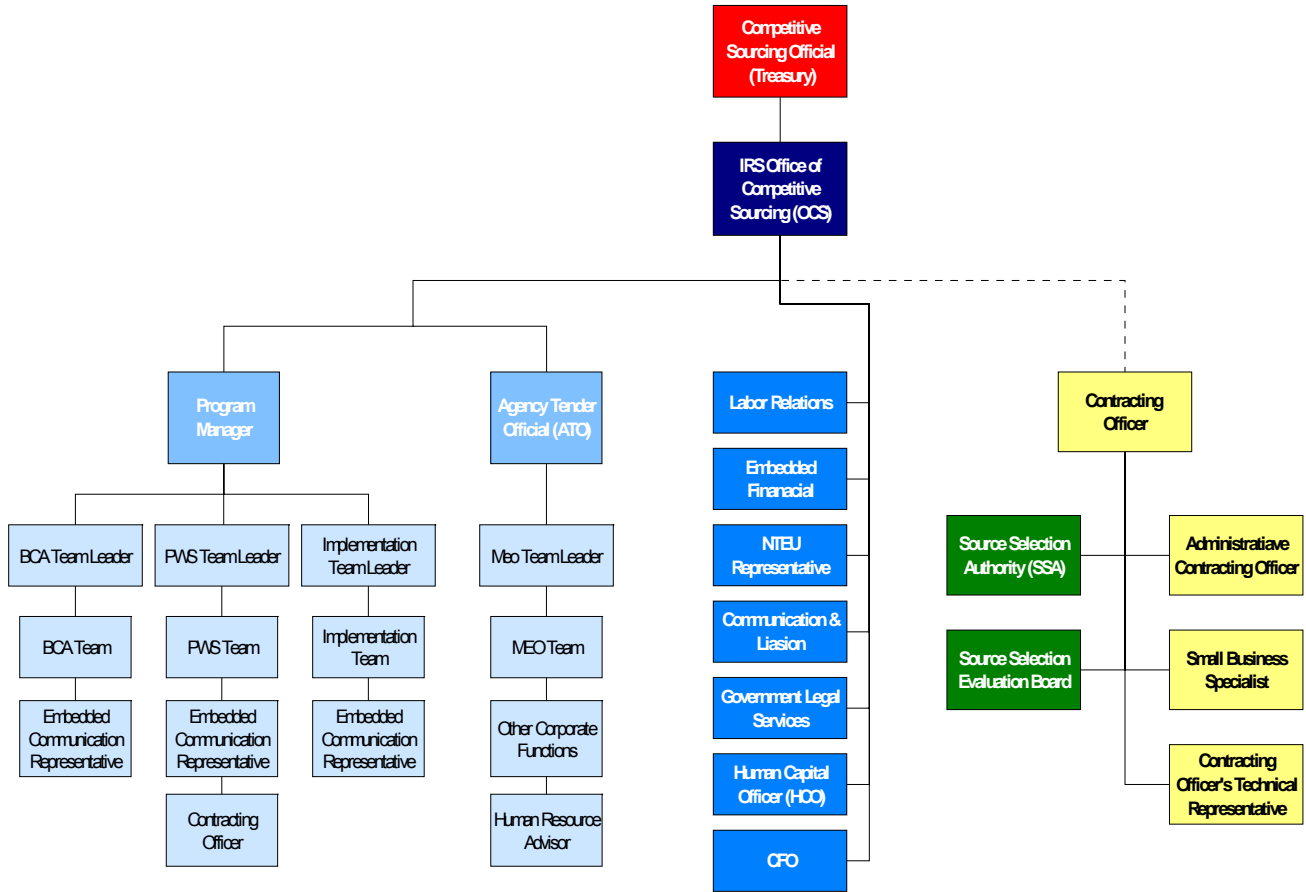 Competitive
Sourcing Official
(Treasury)
IRS Office of
Competitive
Sourcing (OCS)
Program
Manager
Agency Tender
Official (ATO)
Labor Relations
Contracting
Officer
Embedded
Finanacial
BCA Team Leader
PWS Team Leader
Implementation
Team Leader
Meo Team Leader
NTEU
Representative
Source Selection
Authority (SSA)
Administratiave
Contracting Officer
BCA Team
PWS Team
Implementation
Team
MEO Team
Communication &
Liasion
Source Selection
Evaluation Board
Small Business
Specialist
Embedded
Communication
Representative
Embedded
Communication
Representative
Embedded
Communication
Representative
Other Corporate
Functions
Government Legal
Services
Human Capital
Officer (HCO)
Contracting
Officer's Technical
Representative
Contracting
Officer
Human Resource
Advisor
CFO